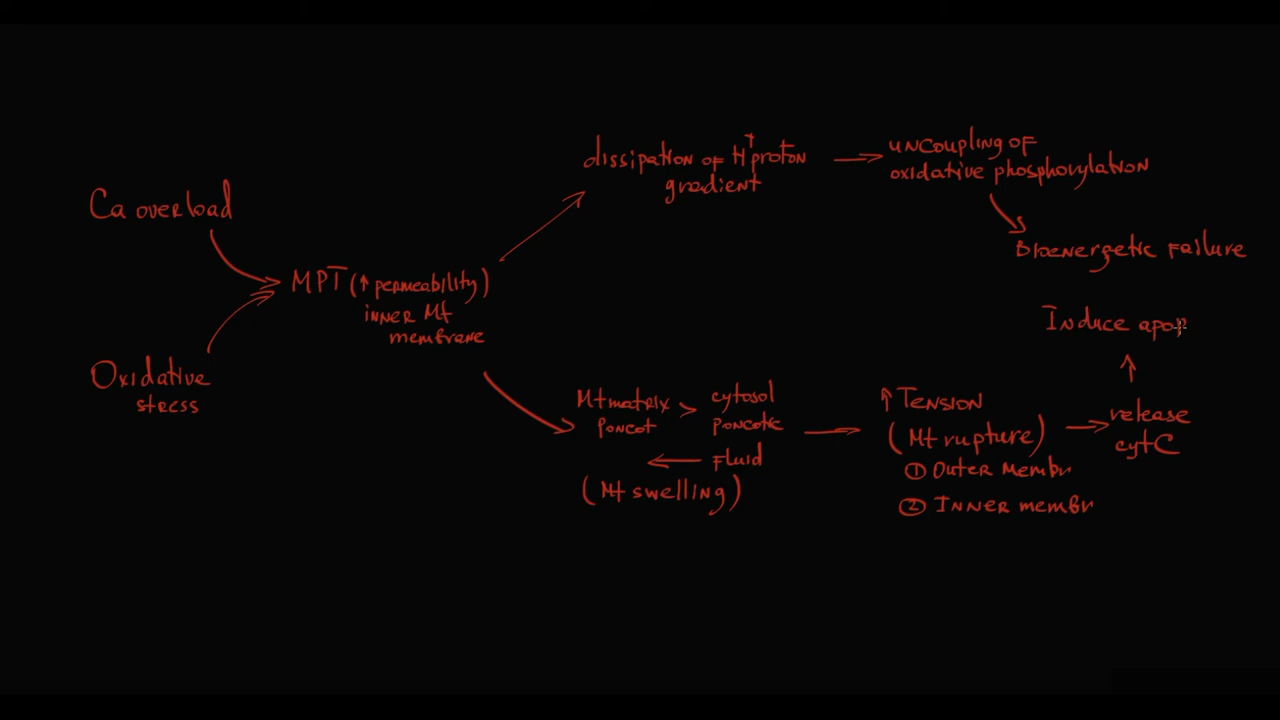 Ca overload
Oxidative
stress
MPT (↑ permeability)
inner Mt
membrane
dissipation of H⁺ proton
gradient
uncoupling of
oxidative phosphorylation
Bioenergetic failure
Mt matrix > cytosol
Poncot poncotic
← Fluid
(Mt swelling)
↑ Tension
(Mt rupture)
① Outer membr
② Inner membr
release
cyt C
Induce apop